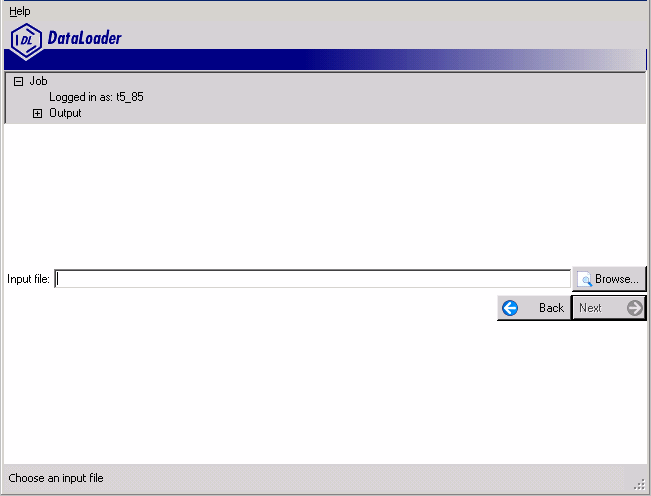 Help
DL DataLoader
Job
Logged in as: t5_85
Output
Input file:
Browse...
Back
Next
Choose an input file